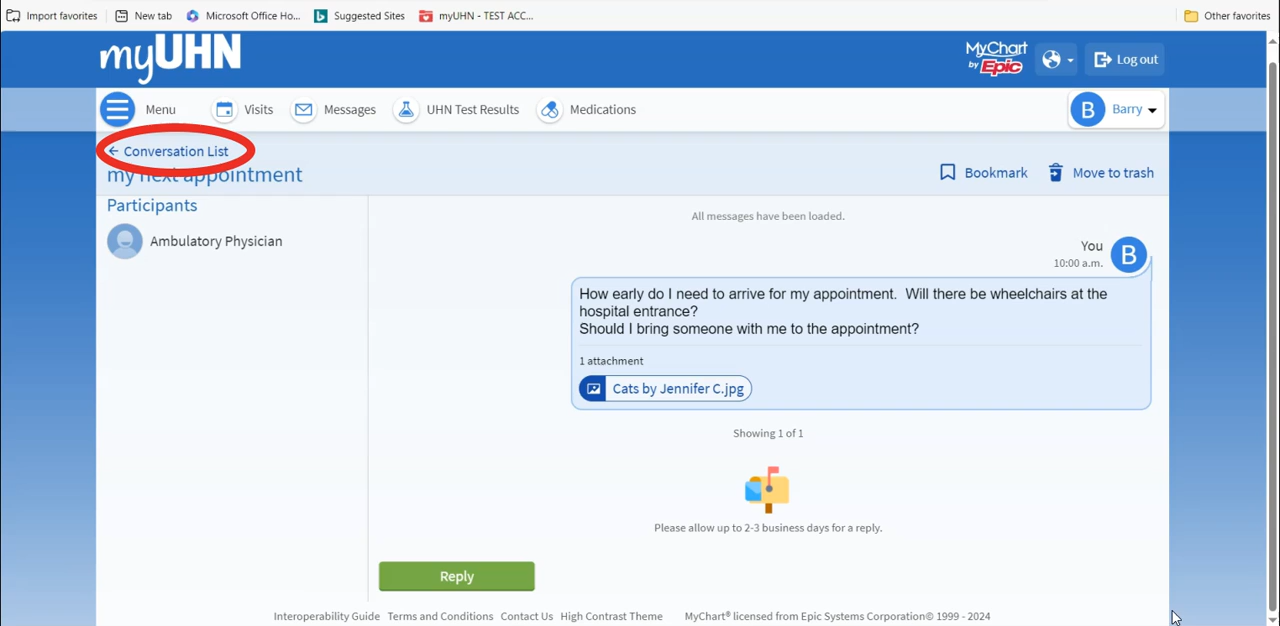 Import favorites New tab Microsoft Office Ho... Suggested Sites myUHN - TEST ACC... Other favorites
myUHN MyChart by Epic Log out
Menu Visits Messages UHN Test Results Medications B Barry
← Conversation List
my next appointment Bookmark Move to trash
Participants
Ambulatory Physician
All messages have been loaded.
You
10:00 a.m.
B
How early do I need to arrive for my appointment. Will there be wheelchairs at the
hospital entrance?
Should I bring someone with me to the appointment?
1 attachment
Cats by Jennifer C.jpg
Showing 1 of 1
Please allow up to 2-3 business days for a reply.
Reply
Interoperability Guide Terms and Conditions Contact Us High Contrast Theme MyChart® licensed from Epic Systems Corporation© 1999 - 2024